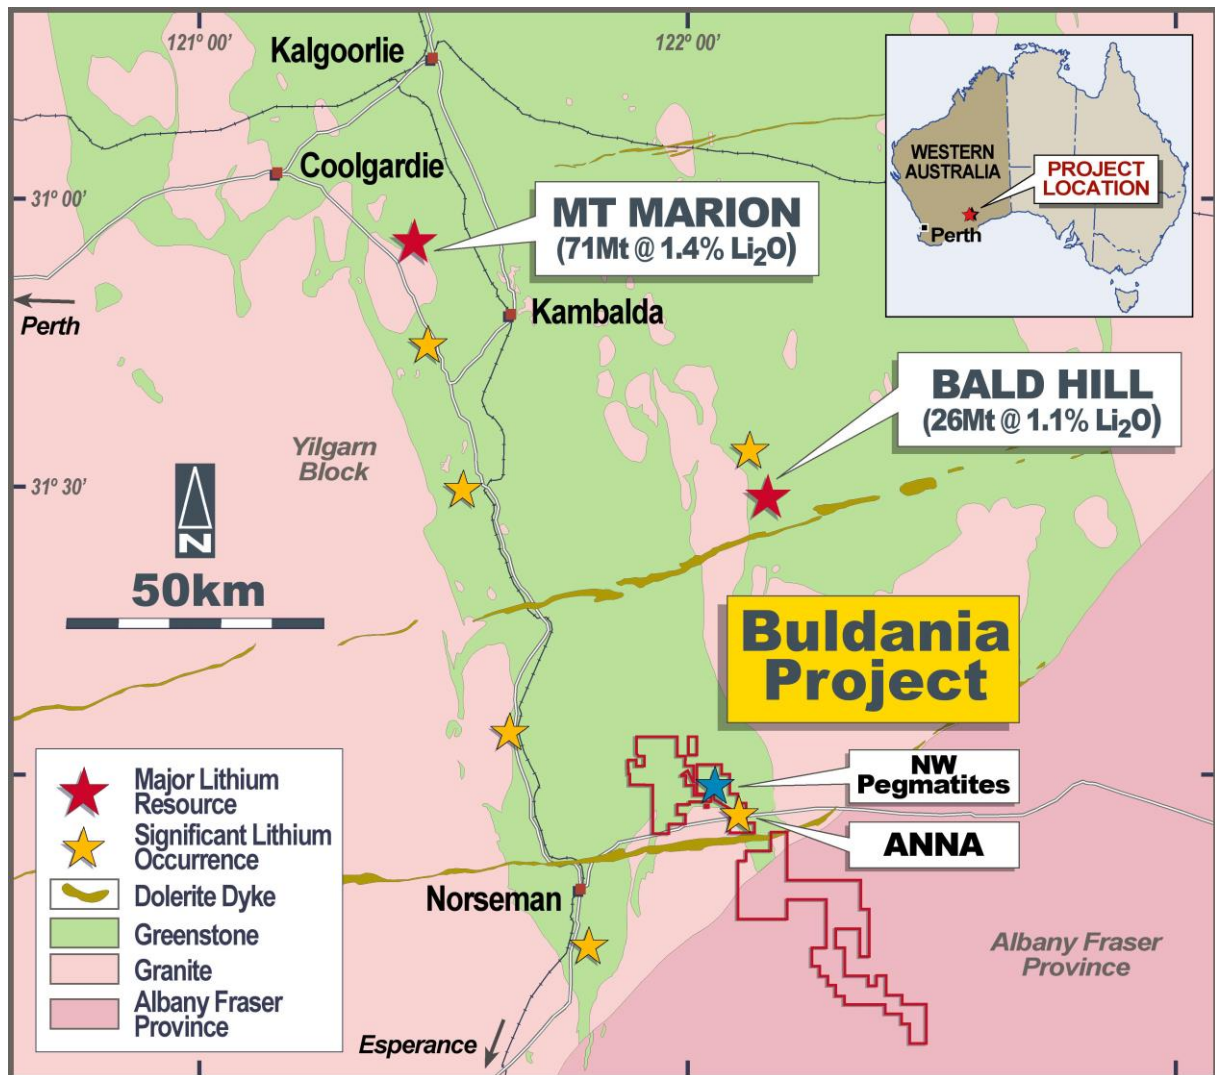 121° 00'
122° 00'
Kalgoorlie
Coolgardie
31° 00'
MT MARION
(71Mt @ 1.4% Li₂O)
WESTERN
AUSTRALIA
PROJECT
LOCATION
Perth
Perth
Kambalda
BALD HILL
(26Mt @ 1.1% Li₂O)
Yilgarn
Block
31° 30'
N
50km
Buldania
Project
NW
Pegmatites
ANNA
Norseman
Albany Fraser
Province
Esperance
Major Lithium
Resource
Significant Lithium
Occurrence
Dolerite Dyke
Greenstone
Granite
Albany Fraser
Province